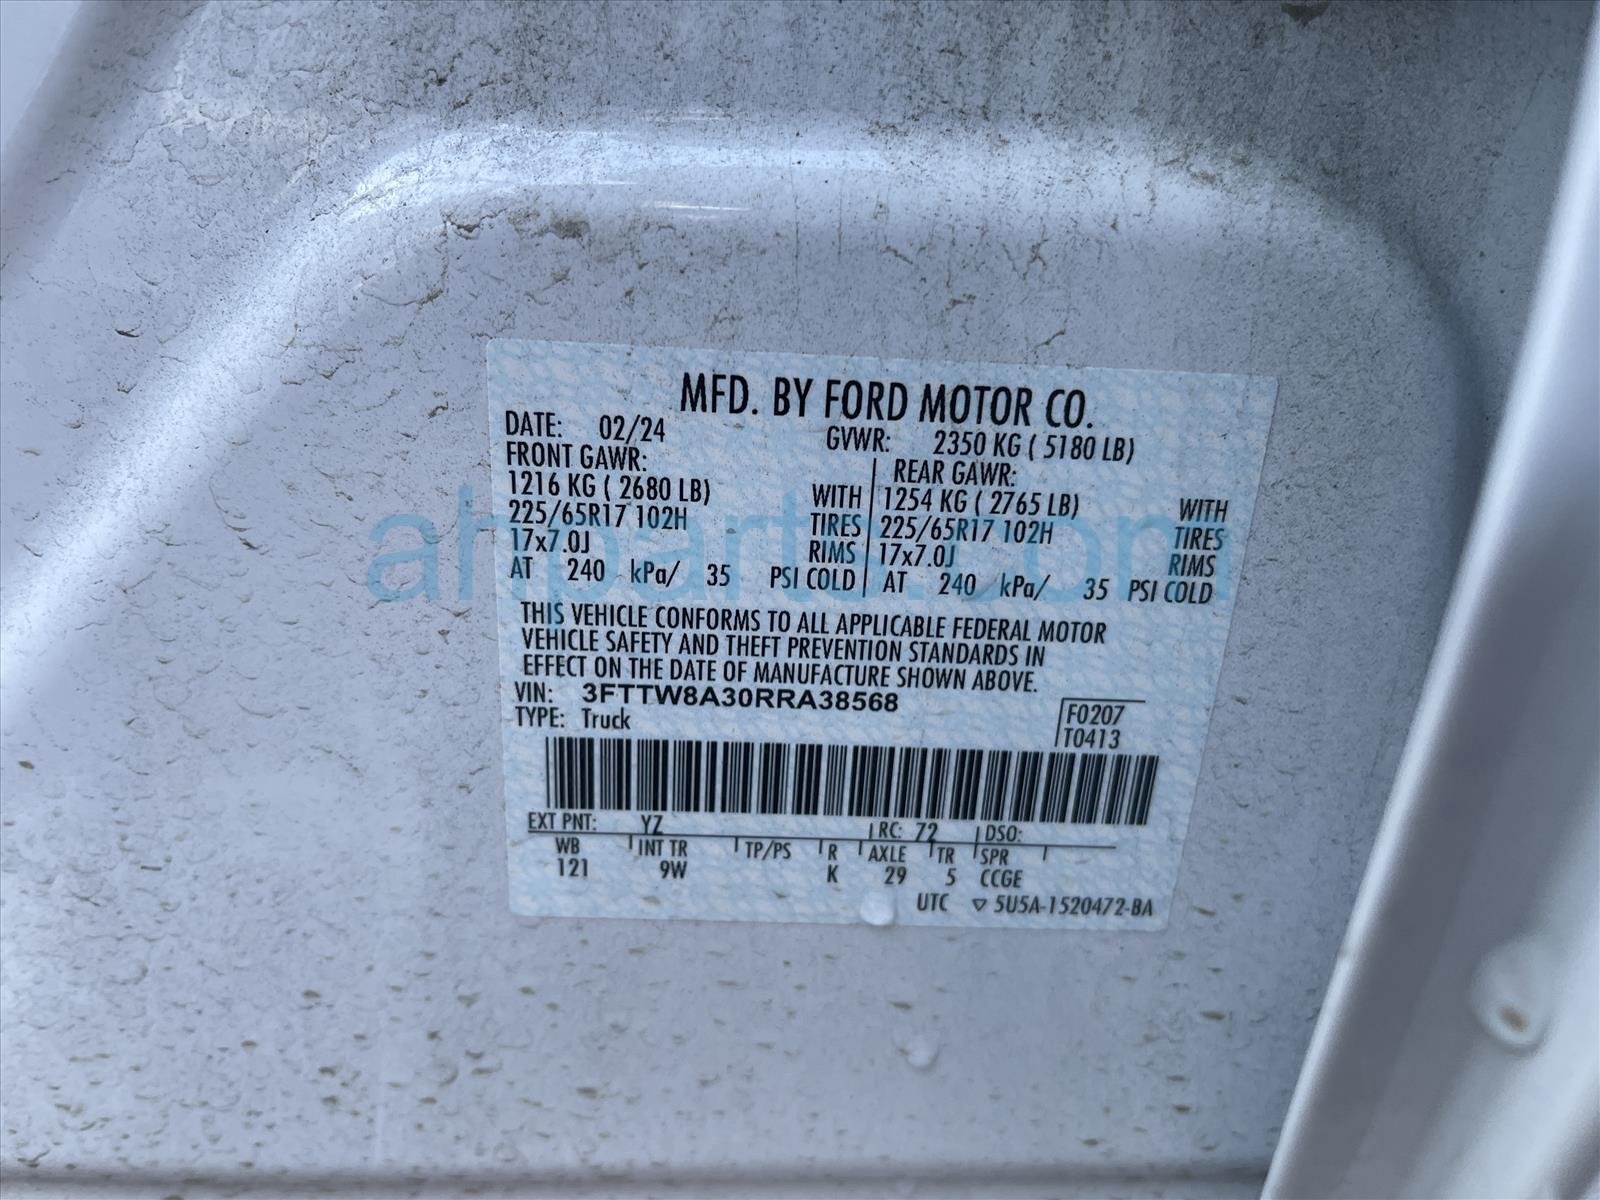 MFD. BY FORD MOTOR CO.
DATE: 02/24 GVWR: 2350 KG ( 5180 LB)
FRONT GAWR: REAR GAWR:
1216 KG ( 2680 LB) WITH 1254 KG ( 2765 LB) WITH
225/65R17 102H TIRES 225/65R17 102H TIRES
17x7.0J RIMS 17x7.0J RIMS
AT 240 kPa/ 35 PSI COLD AT 240 kPa/ 35 PSI COLD
THIS VEHICLE CONFORMS TO ALL APPLICABLE FEDERAL MOTOR
VEHICLE SAFETY AND THEFT PREVENTION STANDARDS IN
EFFECT ON THE DATE OF MANUFACTURE SHOWN ABOVE.
VIN: 3FTTW8A30RRA38568
TYPE: Truck
F0207
T0413
EXT PNT: YZ RC: 72 DSO:
WB INT TR TP/PS R AXLE TR SPR
121 9W K 29 5 CCGE
UTC ▽ 5U5A-1520472-BA
ahparts.com